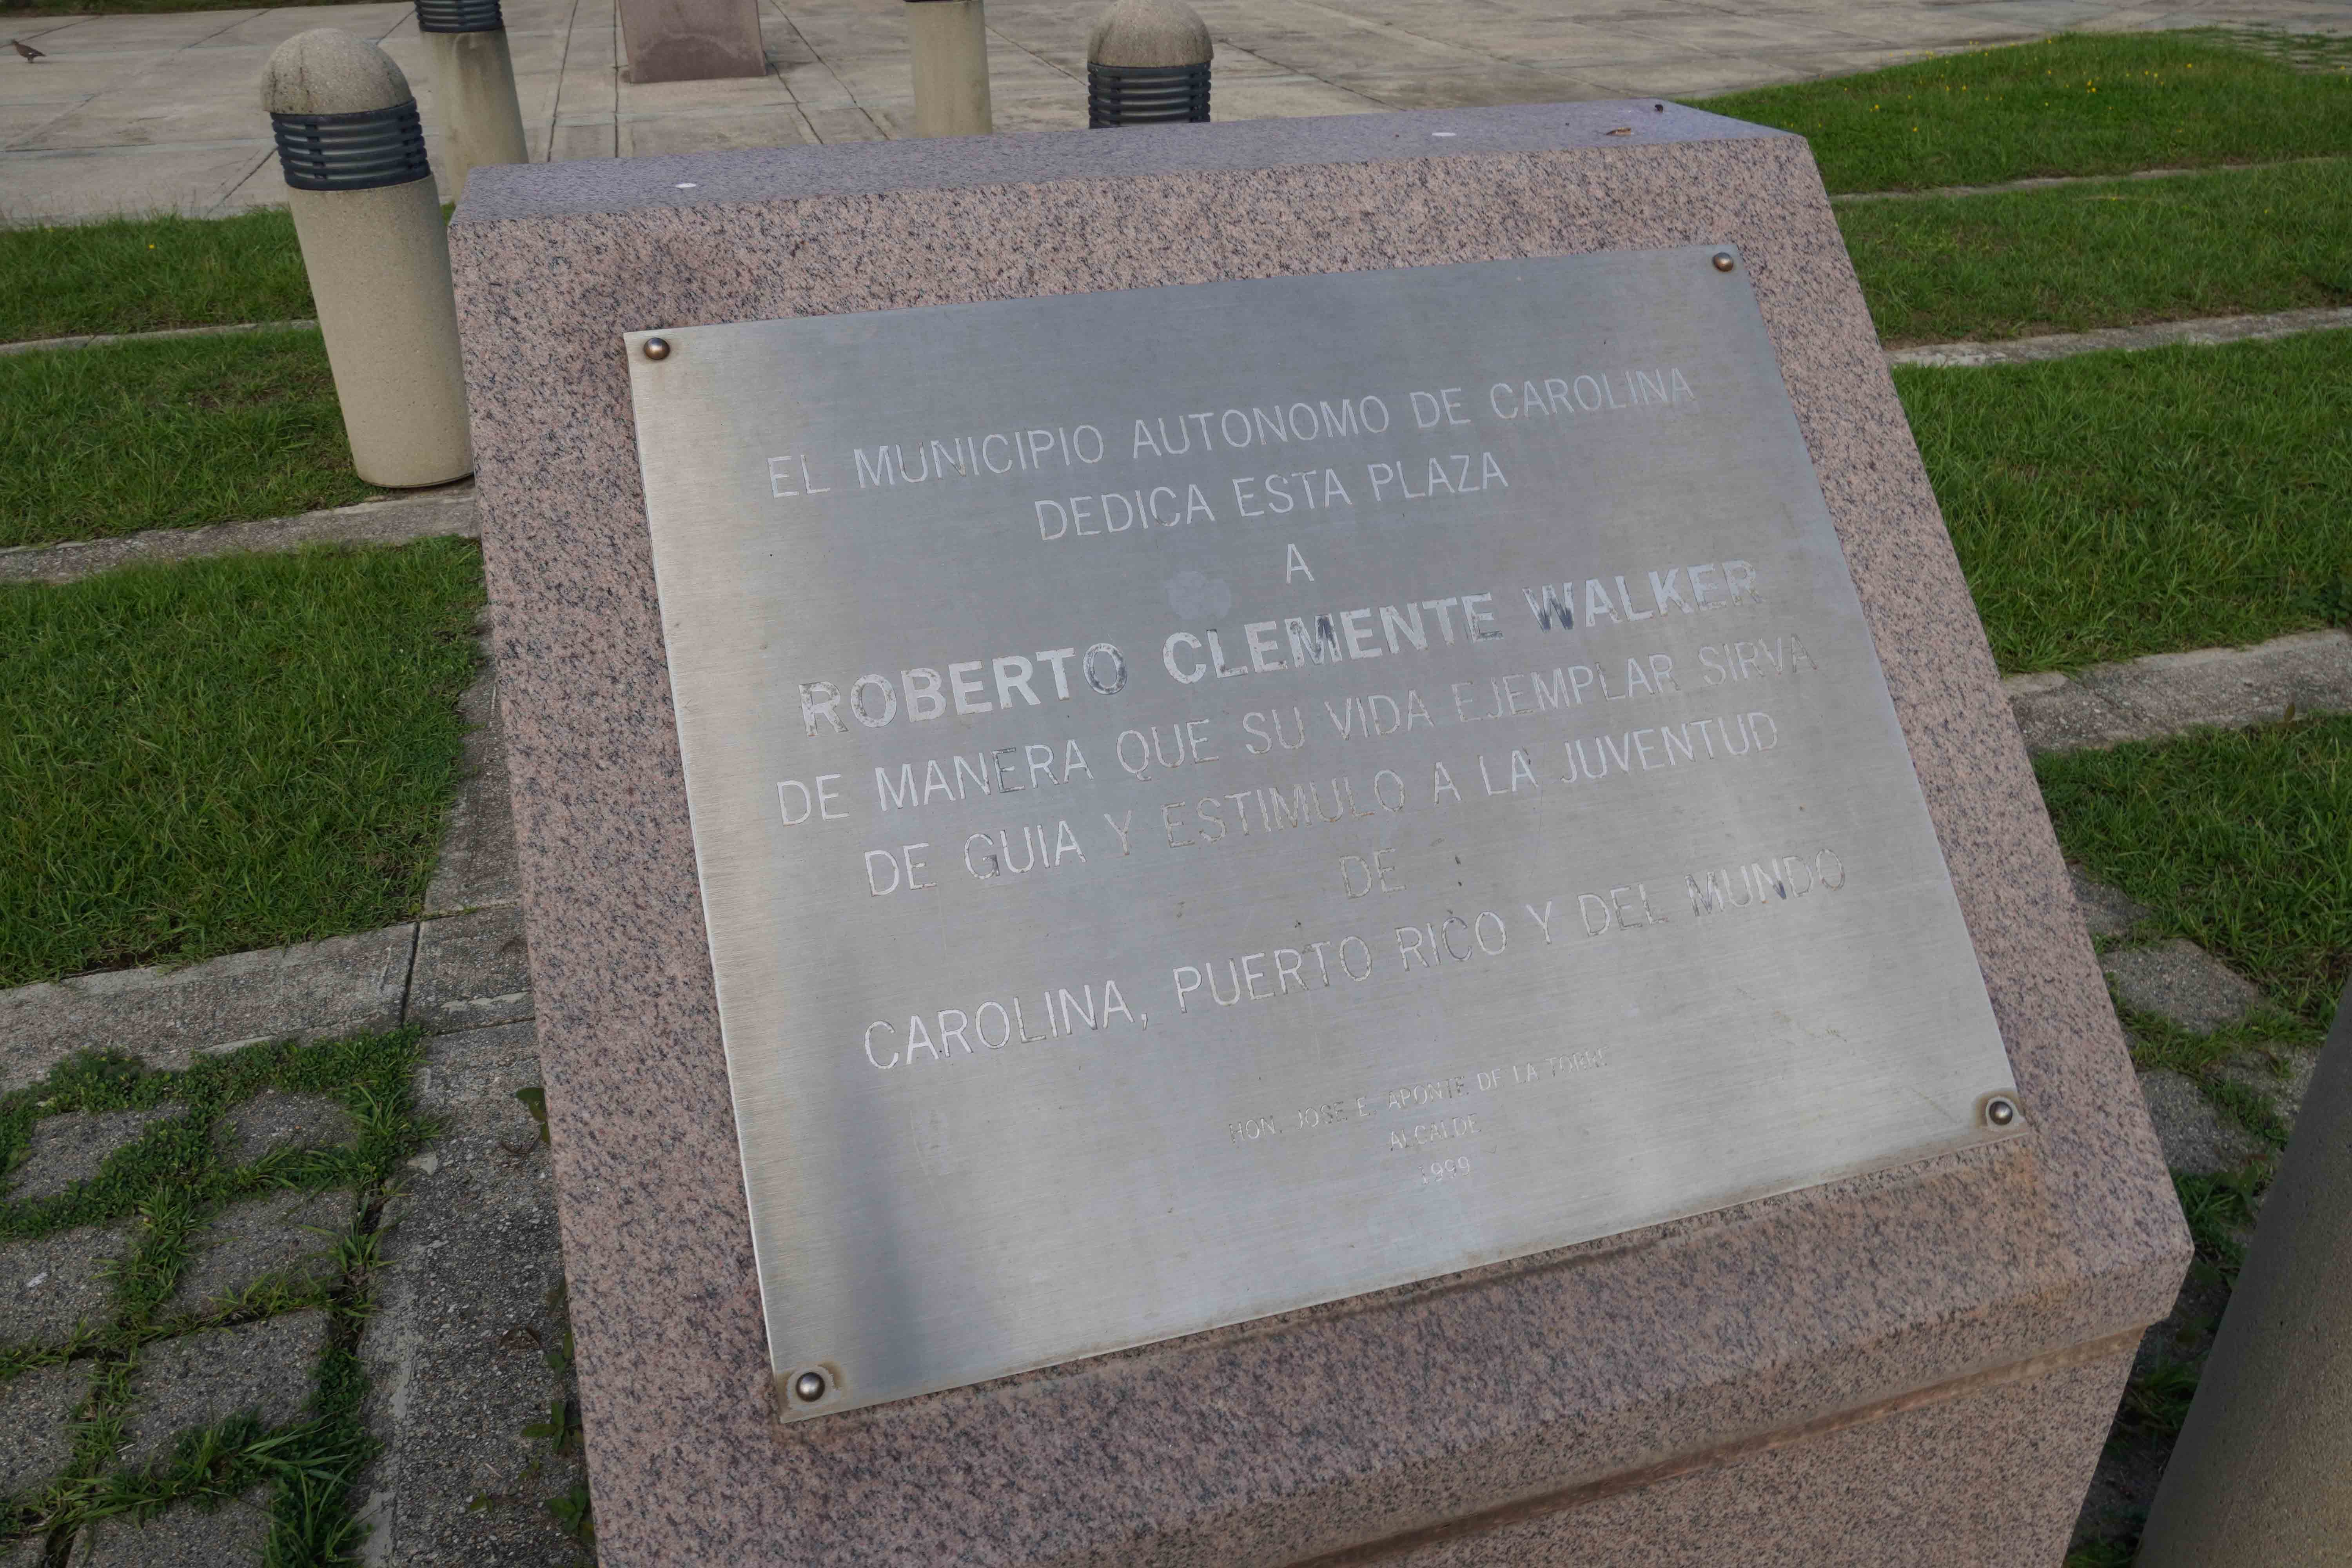 EL MUNICIPIO AUTONOMO DE CAROLINA
DEDICA ESTA PLAZA
A
ROBERTO CLEMENTE WALKER
DE MANERA QUE SU VIDA EJEMPLAR SIRVA
DE GUIA Y ESTIMULO A LA JUVENTUD
DE
CAROLINA, PUERTO RICO Y DEL MUNDO
HON. JOSE E. APONTE DE LA TORRE
ALCALDE
1999